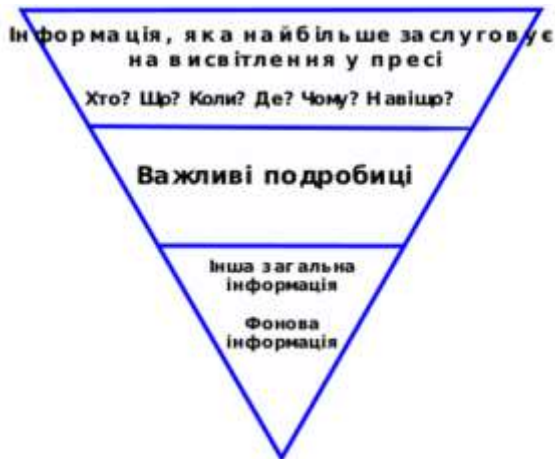 Інформація, яка найбільше заслуговує
на висвітлення у пресі
Хто? Що? Коли? Де? Чому? Навіщо?
Важливі подробиці
Інша загальна
інформація
Фонова
інформація